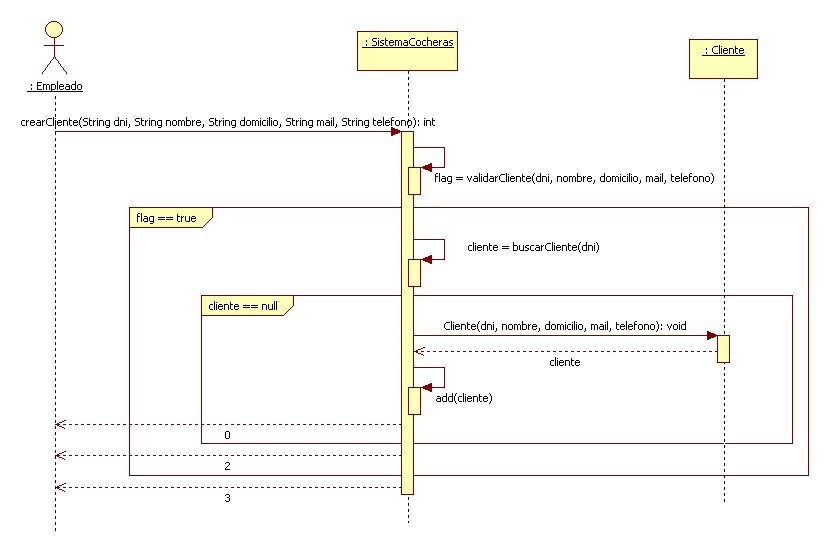 : SistemaCocheras
: Cliente
: Empleado
crearCliente(String dni, String nombre, String domicilio, String mail, String telefono): int
flag = validarCliente(dni, nombre, domicilio, mail, telefono)
flag == true
cliente = buscarCliente(dni)
cliente == null
Cliente(dni, nombre, domicilio, mail, telefono): void
cliente
add(cliente)
0
2
3